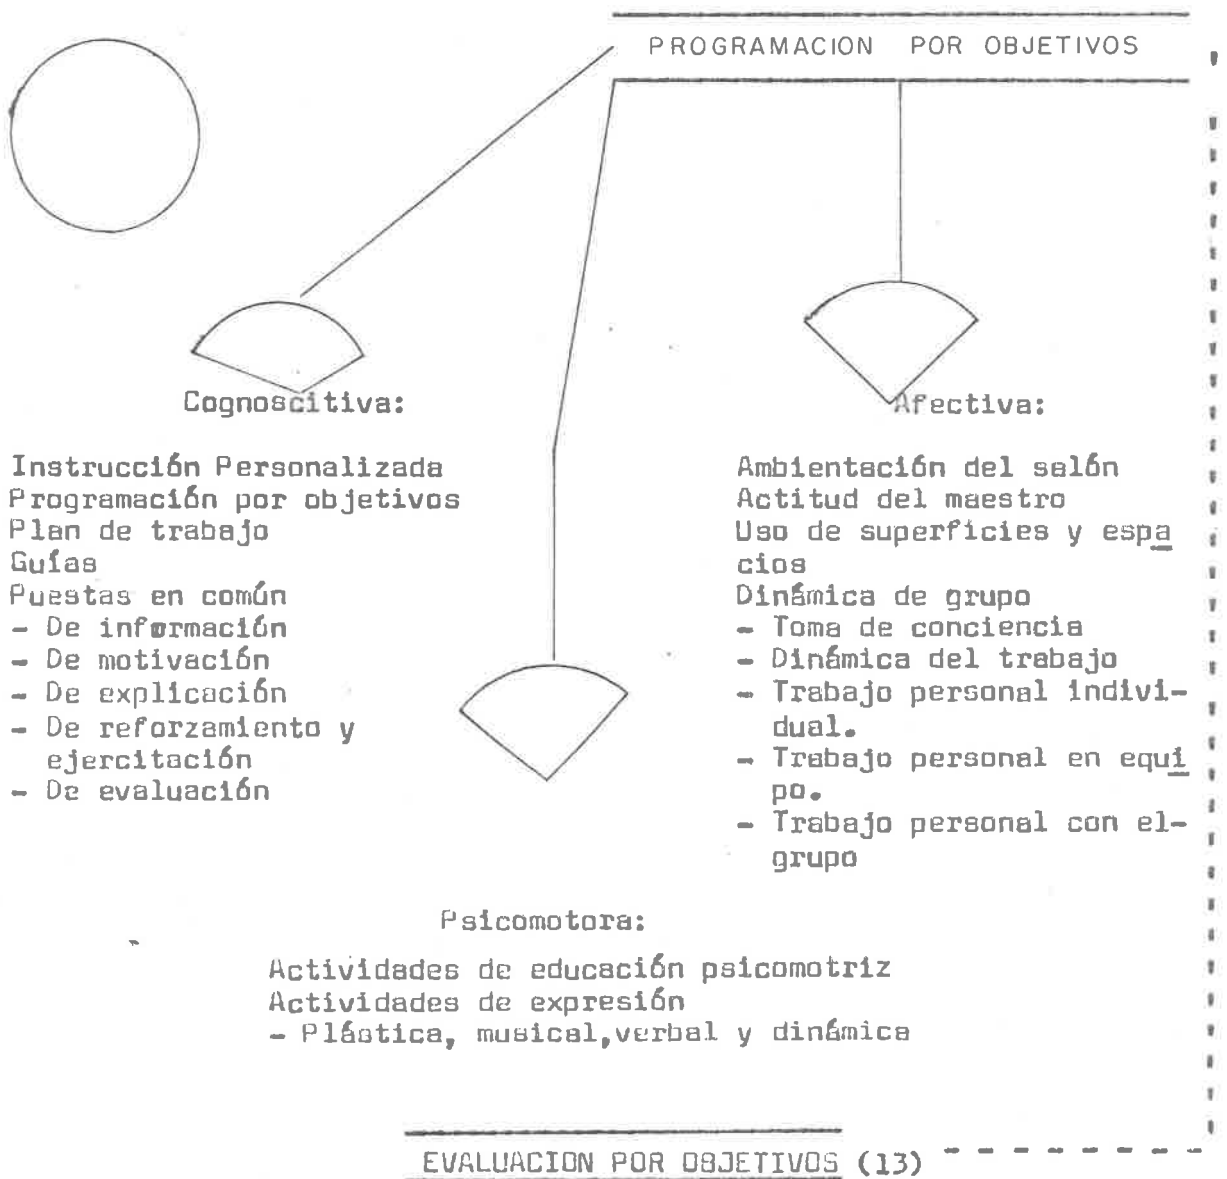 PROGRAMACION POR OBJETIVOS
Cognoscitiva:
Instrucción Personalizada
Programación por objetivos
Plan de trabajo
Guías
Puestas en común
- De información
- De motivación
- De explicación
- De reforzamiento y
ejercitación
- De evaluación
Afectiva:
Ambientación del salón
Actitud del maestro
Uso de superficies y espa
cios
Dinámica de grupo
- Toma de conciencia
- Dinámica del trabajo
- Trabajo personal indivi-
dual.
- Trabajo personal en equi
po.
- Trabajo personal con el-
grupo
Psicomotora:
Actividades de educación psicomotriz
Actividades de expresión
- Plástica, musical,verbal y dinámica
EVALUACION POR OBJETIVOS (13)